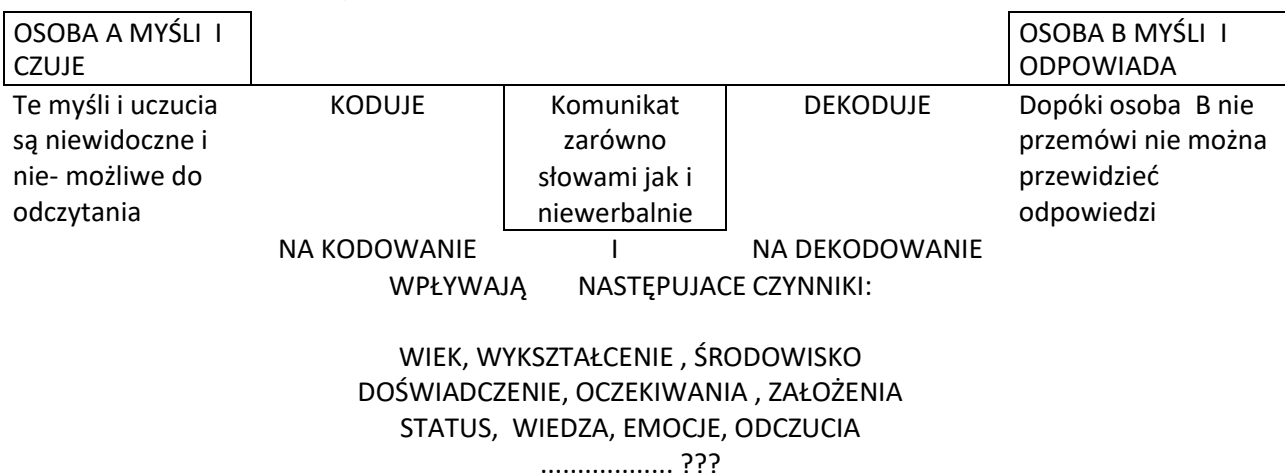 OSOBA A MYŚLI I
CZUJE
OSOBA B MYŚLI I
ODPOWIADA
Te myśli i uczucia
są niewidoczne i
nie- możliwe do
odczytania
KODUJE
Komunikat
zarówno
słowami jak i
niewerbalnie
DEKODUJE
Dopóki osoba B nie
przemówi nie można
przewidzieć
odpowiedzi
NA KODOWANIE I NA DEKODOWANIE
WPŁYWAJĄ NASTĘPUJACE CZYNNIKI:
WIEK, WYKSZTAŁCENIE , ŚRODOWISKO
DOŚWIADCZENIE, OCZEKIWANIA , ZAŁOŻENIA
STATUS, WIEDZA, EMOCJE, ODCZUCIA
.................. ???